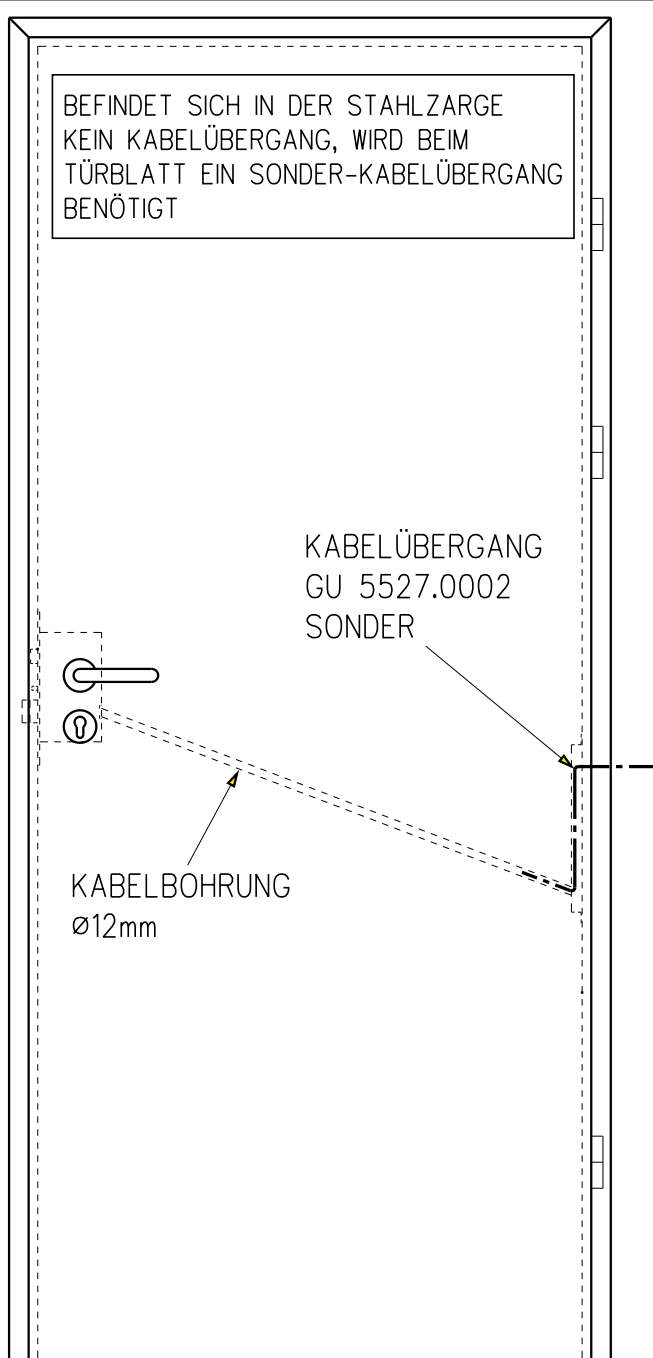 BEFINDET SICH IN DER STAHLZARGE
KEIN KABELÜBERGANG, WIRD BEIM
TÜRBLATT EIN SONDER-KABELÜBERGANG
BENÖTIGT
KABELÜBERGANG
GU 5527.0002
SONDER
KABELBOHRUNG
Ø12mm